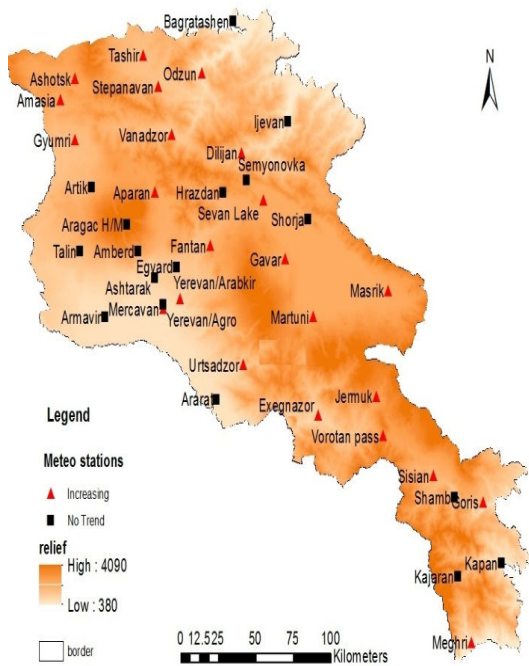 Bagratashen
N
Tashir
Ashotsk
Odzun
Stepanavan
Amasia
Ijevan
Gyumri
Vanadzor
Dilijan
Semyonovka
Artik
Aparan
Hrazdan
Sevan Lake
Shorja
Aragac H/M
Talin
Amberd
Fantan
Gavar
Egvard
Ashtarak
Yerevan/Arabkir
Masrik
Armavir
Mercavan
Yerevan/Agro
Martuni
Urtsadzor
Ararat
Jermuk
Exegnazor
Vorotan pass
Legend
Meteo stations
Sisian
Increasing
Shamb
Goris
No Trend
relief
High : 4090
Low : 380
Kapan
Kajaran
border
0 12.525 50 75 100
Kilometers
Meghri